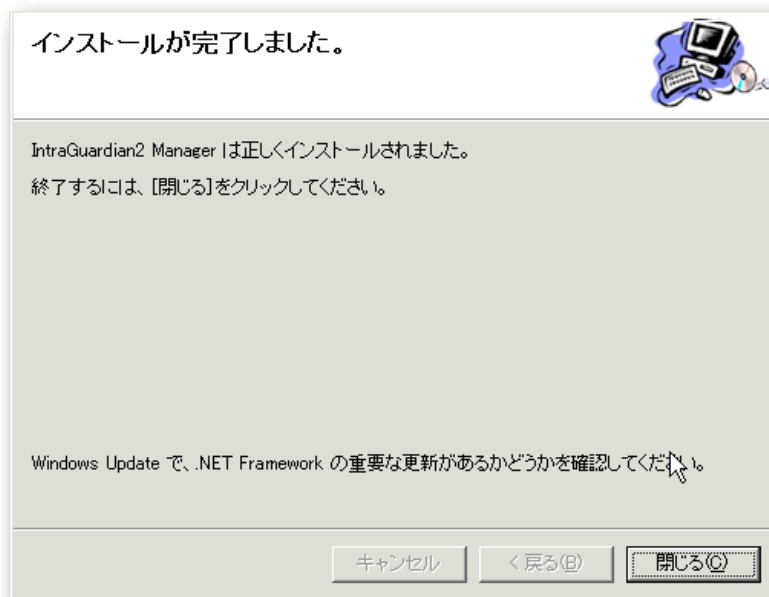 インストールが完了しました。
IntraGuardian2 Manager は正しくインストールされました。
終了するには、[閉じる]をクリックしてください。
Windows Update で、.NET Framework の重要な更新があるかどうかを確認してください。
キャンセル
< 戻る(B)
閉じる(C)